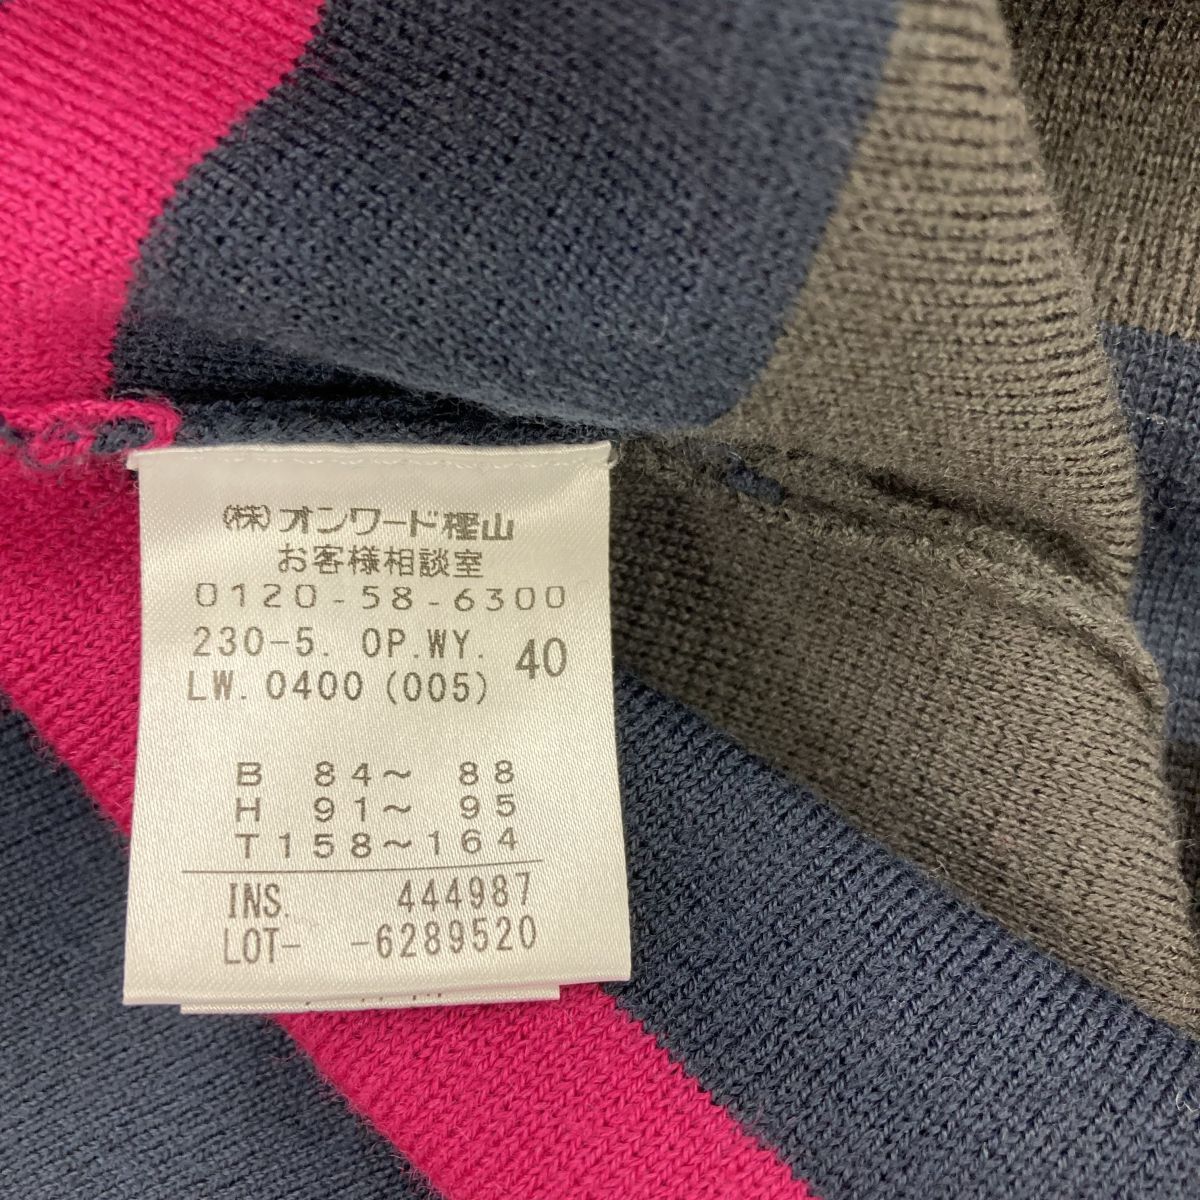 (株)オンワード樫山
お客様相談室
0120-58-6300
230-5. OP.WY. 40
LW. 0400 (005)
B 84～ 88
H 91～ 95
T158～164
INS. 444987
LOT- -6289520